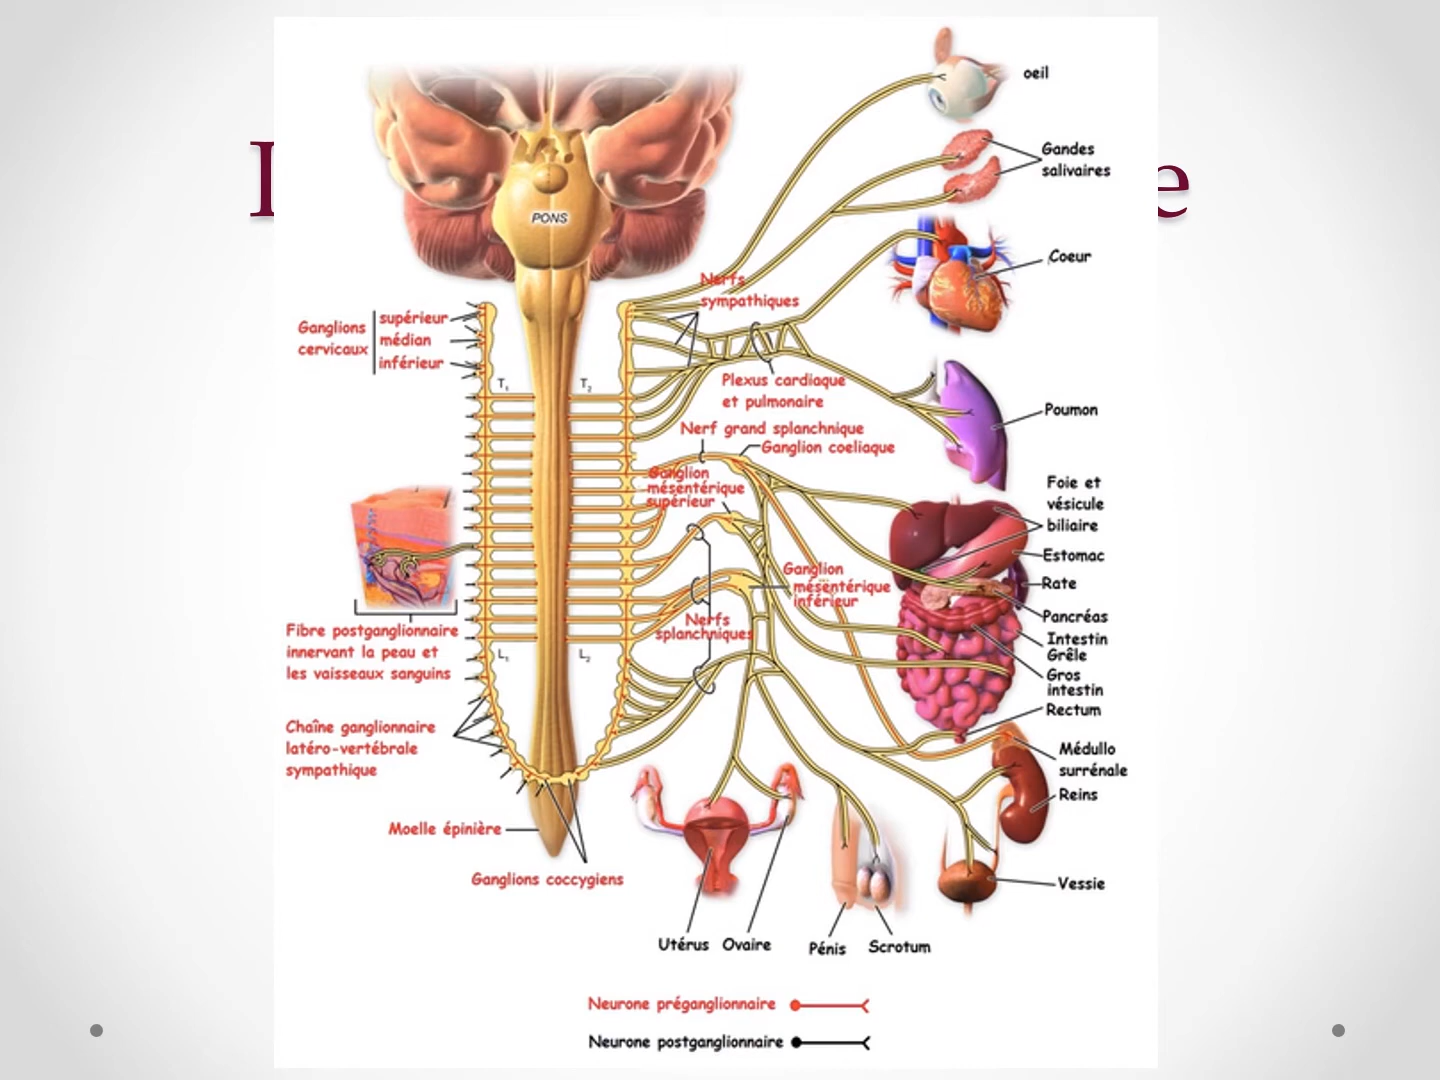 oeil
Gandes
salivaires
PONS
Coeur
Nerfs
sympathiques
Ganglions
cervicaux
supérieur
médian
inférieur
T1
T2
Plexus cardiaque
et pulmonaire
Poumon
Nerf grand splanchnique
Ganglion coeliaque
Ganglion
mésentérique
supérieur
Foie et
vésicule
biliaire
Estomac
Ganglion
mésentérique
inférieur
Rate
Pancréas
Nerfs
splanchniques
Intestin
Grêle
Gros
intestin
Rectum
L1
L2
Fibre postganglionnaire
innervant la peau et
les vaisseaux sanguins
Chaîne ganglionnaire
latéro-vertébrale
sympathique
Médullo
surrénale
Reins
Moelle épinière
Ganglions coccygiens
Vessie
Utérus
Ovaire
Pénis
Scrotum
Neurone préganglionnaire
Neurone postganglionnaire